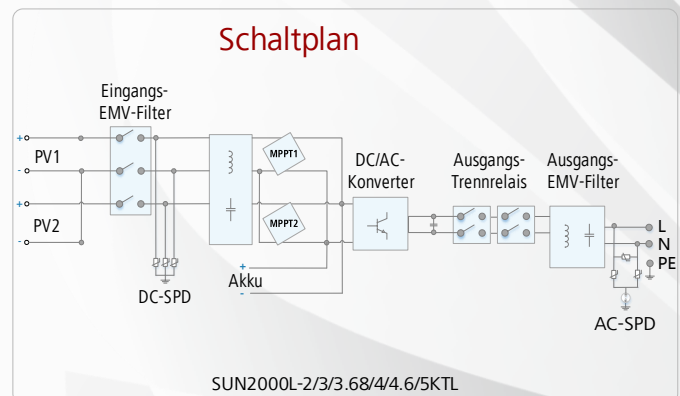 Schaltplan
Eingangs-
EMV-Filter
+
PV1
-
+
PV2
-
DC-SPD
MPPT1
MPPT2
+
Akku
-
DC/AC-
Konverter
Ausgangs-
Trennrelais
Ausgangs-
EMV-Filter
L
N
PE
AC-SPD
SUN2000L-2/3/3.68/4/4.6/5KTL